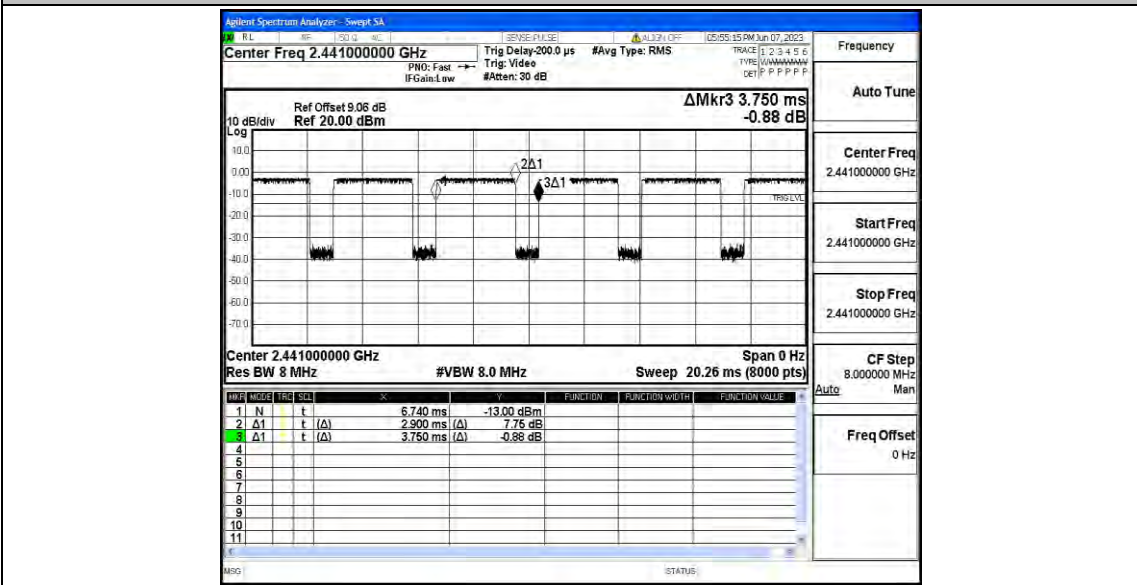 Agilent Spectrum Analyzer - Swept SA
RL RF 50 Ω AC SENSE:PULSE ALIGN OFF 05:55:15 PM Jun 07, 2023
Center Freq 2.441000000 GHz
PNO: Fast
IFGain:Low
Trig Delay-200.0 µs
Trig: Video
#Atten: 30 dB
#Avg Type: RMS
TRACE 1 2 3 4 5 6
TYPE
DET P P P P P P
Ref Offset 9.06 dB
10 dB/div Ref 20.00 dBm
Log
ΔMkr3 3.750 ms
-0.88 dB
10.0
0.00
-10.0
-20.0
-30.0
-40.0
-50.0
-60.0
-70.0
2Δ1
3Δ1
TRIG LVL
Center 2.441000000 GHz Span 0 Hz
Res BW 8 MHz #VBW 8.0 MHz Sweep 20.26 ms (8000 pts)
MKR MODE TRC SCL X Y FUNCTION FUNCTION WIDTH FUNCTION VALUE
1 N t 6.740 ms -13.00 dBm
2 Δ1 t (Δ) 2.900 ms (Δ) 7.75 dB
3 Δ1 t (Δ) 3.750 ms (Δ) -0.88 dB
4
5
6
7
8
9
10
11
MSG STATUS
Frequency
Auto Tune
Center Freq
2.441000000 GHz
Start Freq
2.441000000 GHz
Stop Freq
2.441000000 GHz
CF Step
8.000000 MHz
Auto Man
Freq Offset
0 Hz